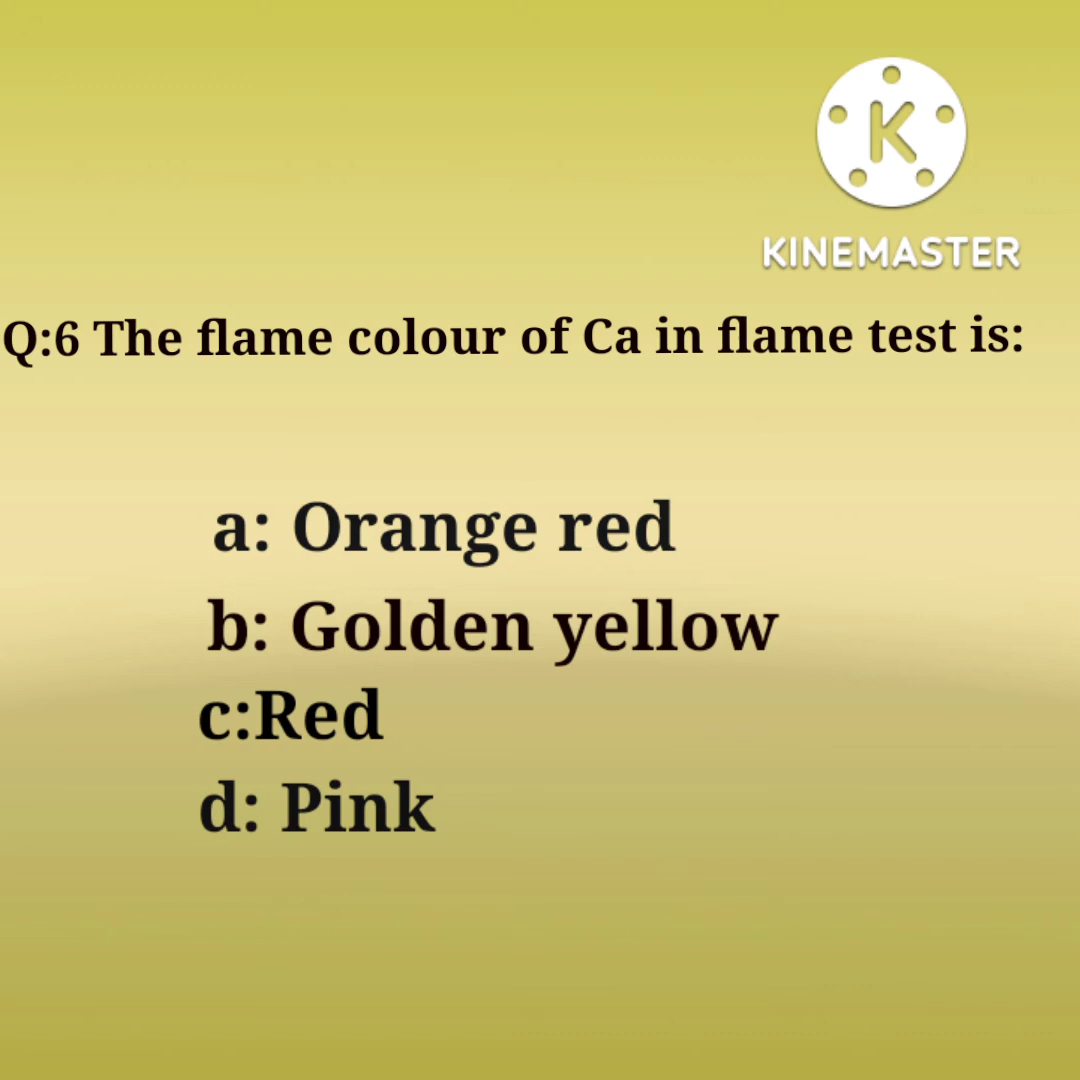 K
KINEMASTER
Q:6 The flame colour of Ca in flame test is:
a: Orange red
b: Golden yellow
c:Red
d: Pink